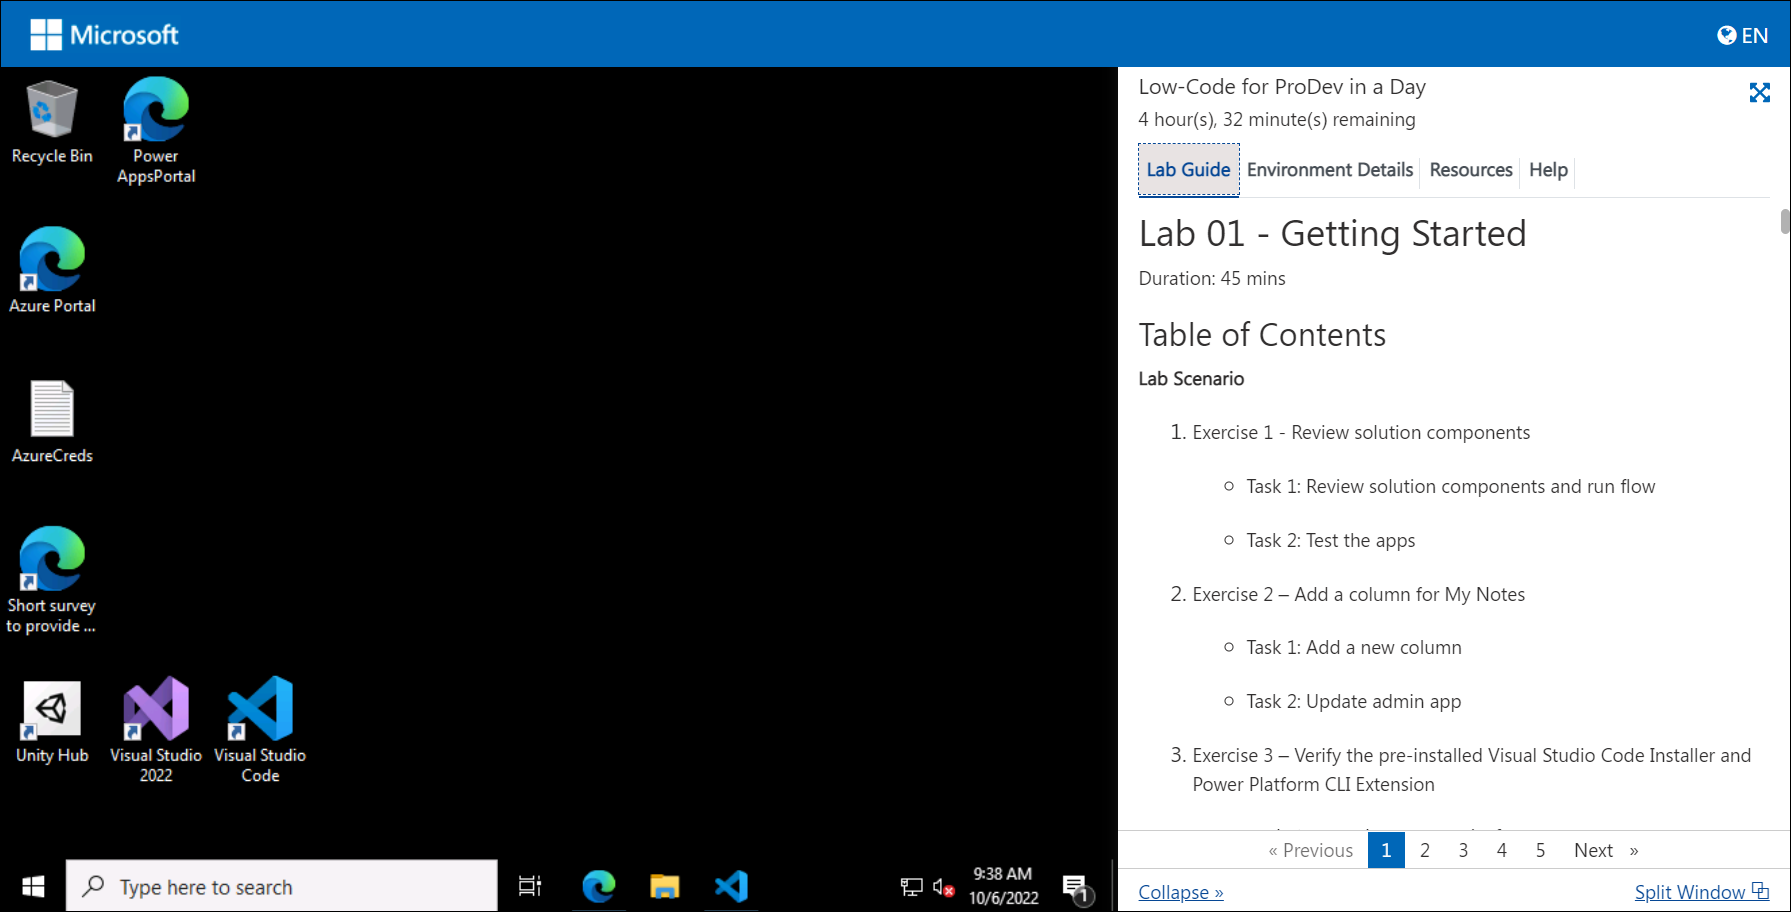 Microsoft
EN
Recycle Bin
Power
AppsPortal
Azure Portal
AzureCreds
Short survey
to provide ...
Unity Hub
Visual Studio
2022
Visual Studio
Code
Type here to search
9:38 AM
10/6/2022
1
Low-Code for ProDev in a Day
4 hour(s), 32 minute(s) remaining
Lab Guide Environment Details Resources Help
Lab 01 - Getting Started
Duration: 45 mins
Table of Contents
Lab Scenario
1. Exercise 1 - Review solution components
Task 1: Review solution components and run flow
Task 2: Test the apps
2. Exercise 2 – Add a column for My Notes
Task 1: Add a new column
Task 2: Update admin app
3. Exercise 3 – Verify the pre-installed Visual Studio Code Installer and
Power Platform CLI Extension
« Previous 1 2 3 4 5 Next »
Collapse »
Split Window